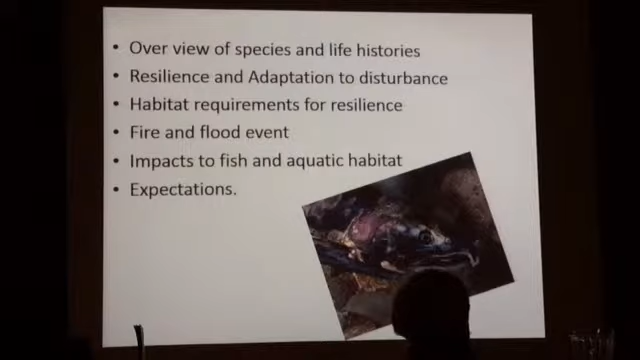 • Over view of species and life histories
• Resilience and Adaptation to disturbance
• Habitat requirements for resilience
• Fire and flood event
• Impacts to fish and aquatic habitat
• Expectations.